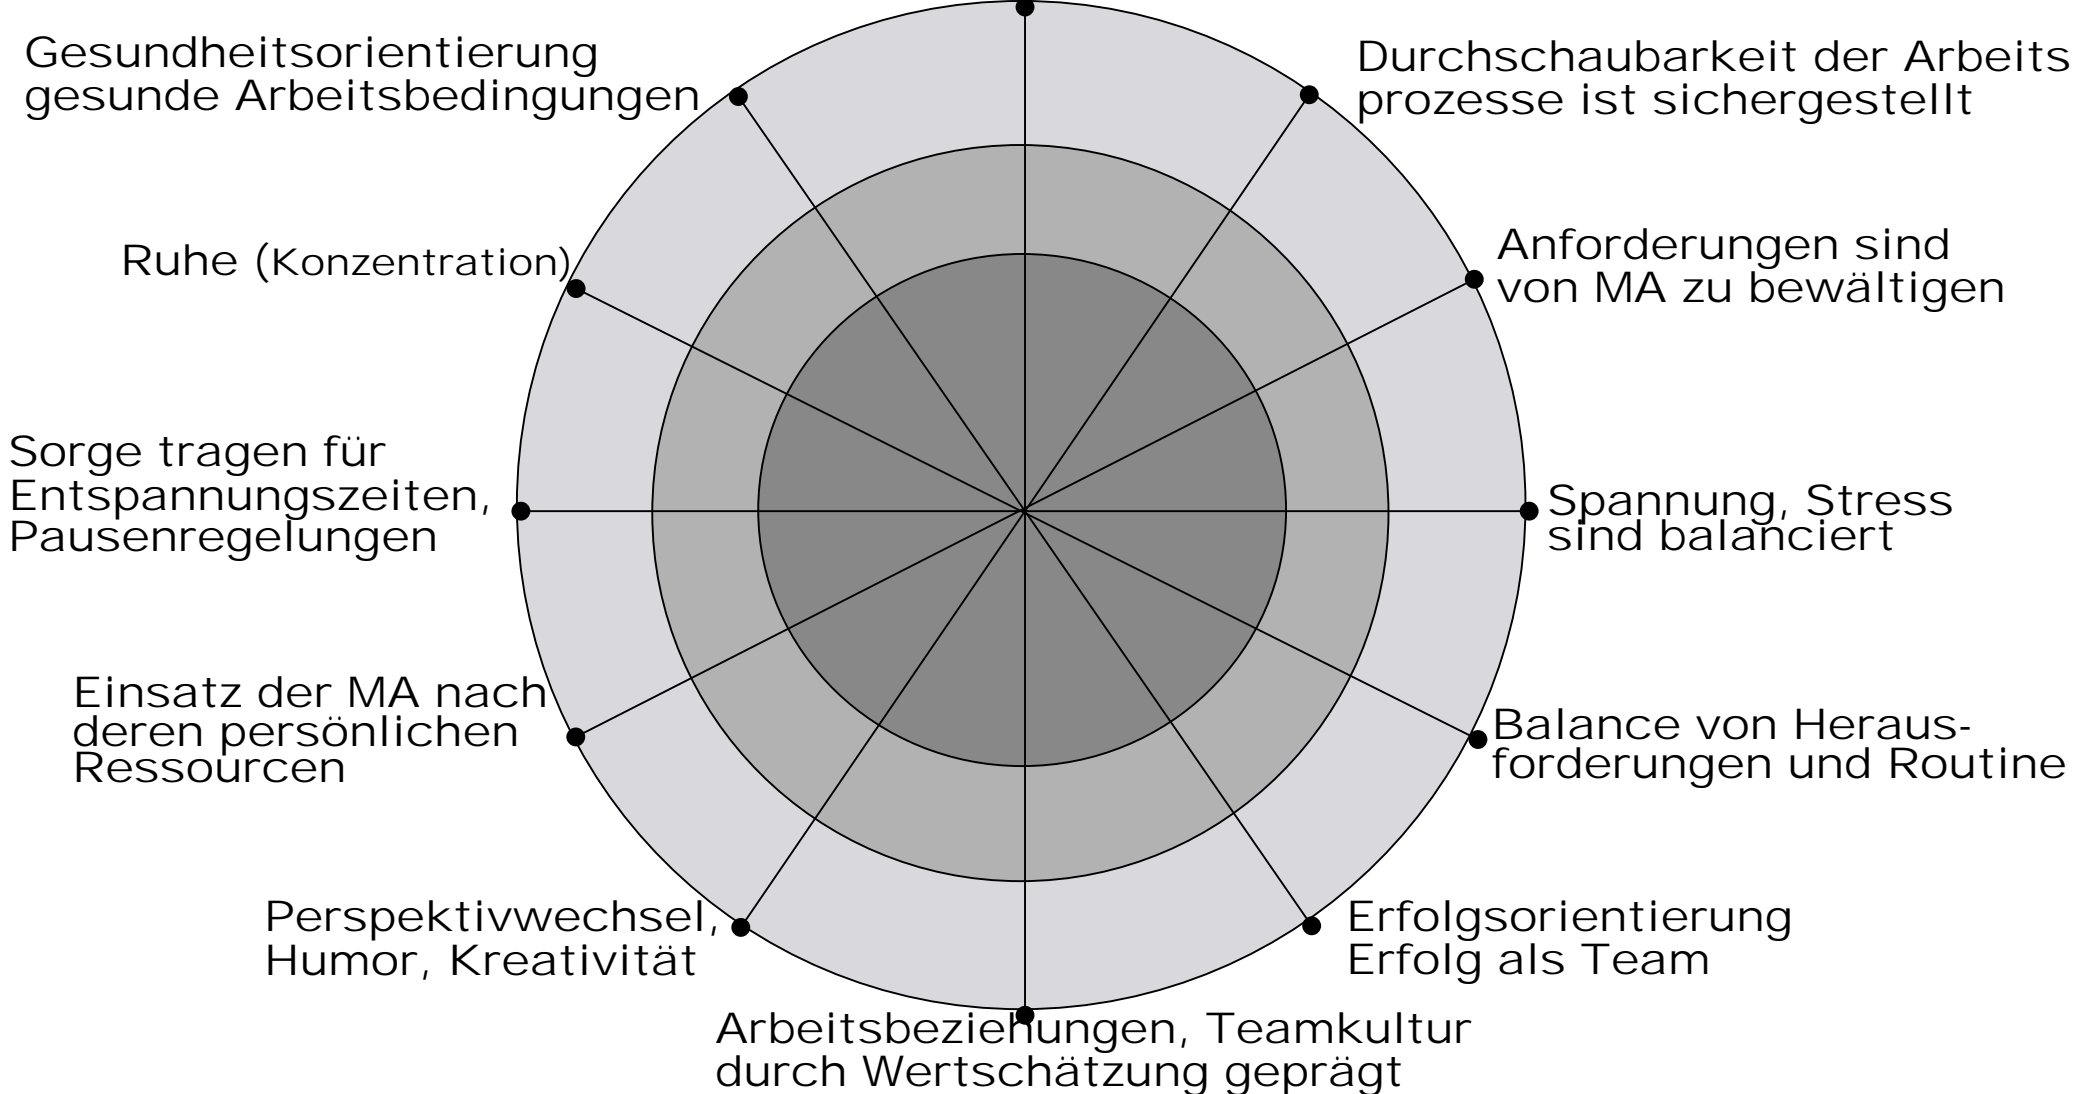 Gesundheitsorientierung
gesunde Arbeitsbedingungen
Durchschaubarkeit der Arbeits
prozesse ist sichergestellt
Ruhe (Konzentration)
Anforderungen sind
von MA zu bewältigen
Sorge tragen für
Entspannungszeiten,
Pausenregelungen
Spannung, Stress
sind balanciert
Einsatz der MA nach
deren persönlichen
Ressourcen
Balance von Heraus-
forderungen und Routine
Perspektivwechsel,
Humor, Kreativität
Erfolgsorientierung
Erfolg als Team
Arbeitsbeziehungen, Teamkultur
durch Wertschätzung geprägt